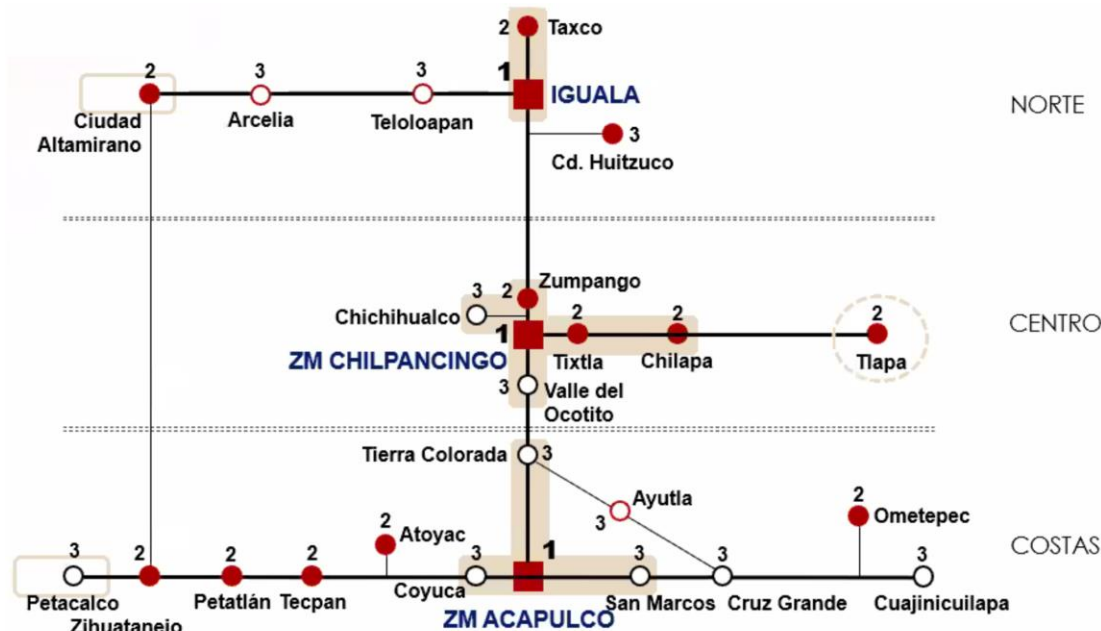 2 Taxco
2 3 3 1
IGUALA
NORTE
Ciudad
Altamirano
Arcelia
Teloloapan
3
Cd. Huitzuco
Zumpango
3 2
Chichihualco
CENTRO
1 2 2 2
ZM CHILPANCINGO
Tixtla
Chilapa
Tlapa
3
Valle del
Ocotito
Tierra Colorada
3
Ayutla
3
2
Ometepec
2
Atoyac
1
COSTAS
3 2 2 2 3 3 3 3
Petacalco
Zihuatanejo
Petatlán
Tecpan
Coyuca
ZM ACAPULCO
San Marcos
Cruz Grande
Cuajinicuilapa